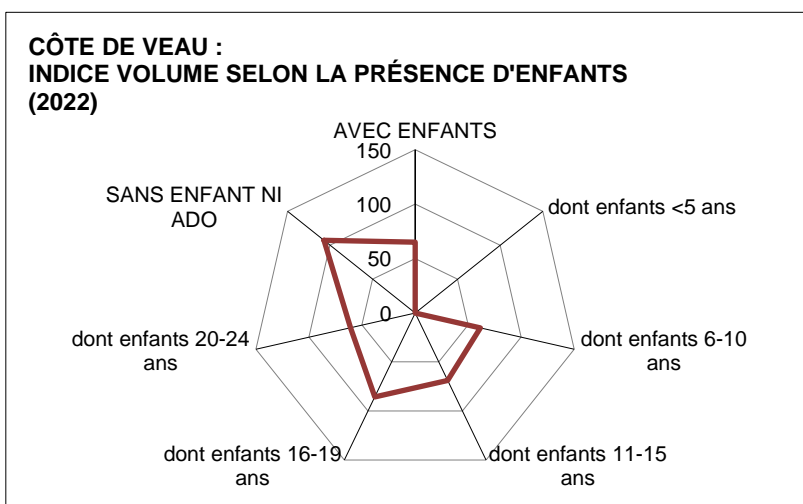 CÔTE DE VEAU :
INDICE VOLUME SELON LA PRÉSENCE D'ENFANTS
(2022)
AVEC ENFANTS
150
100
50
0
dont enfants <5 ans
dont enfants 6-10
ans
dont enfants 11-15
ans
dont enfants 16-19
ans
dont enfants 20-24
ans
SANS ENFANT NI
ADO